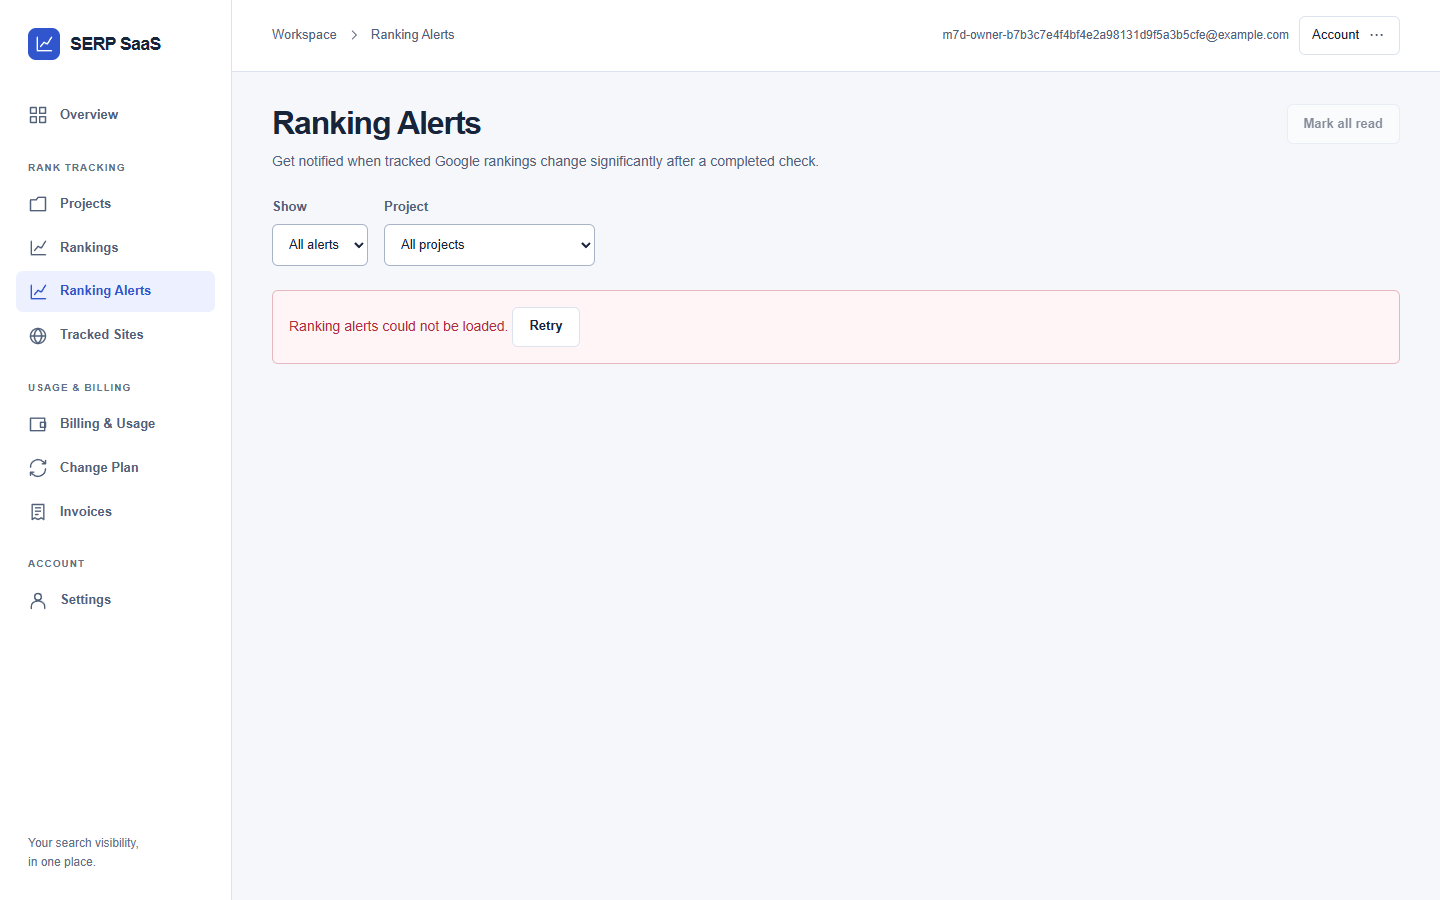 SERP SaaS
Overview
RANK TRACKING
Projects
Rankings
Ranking Alerts
Tracked Sites
USAGE & BILLING
Billing & Usage
Change Plan
Invoices
ACCOUNT
Settings
Your search visibility,
in one place.
Workspace > Ranking Alerts
m7d-owner-b7b3c7e4f4bf4e2a98131d9f5a3b5cfe@example.com
Account ···
Ranking Alerts
Mark all read
Get notified when tracked Google rankings change significantly after a completed check.
Show
Project
All alerts
All projects
Ranking alerts could not be loaded. Retry